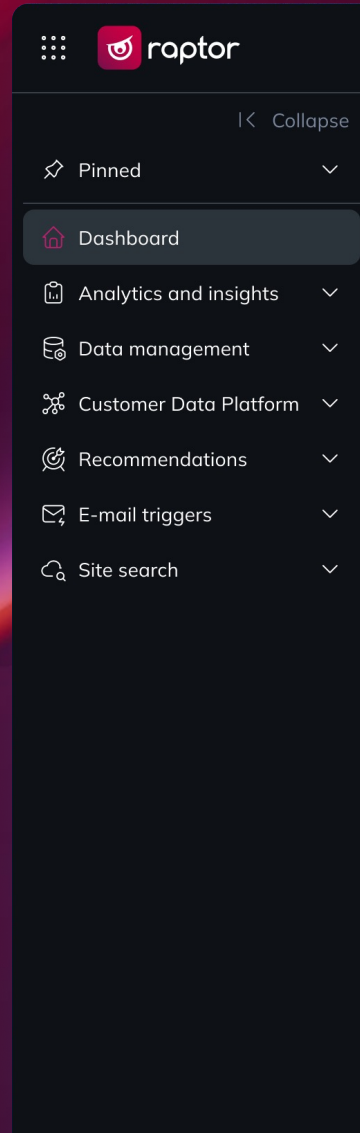 raptor
Collapse
Pinned
Dashboard
Analytics and insights
Data management
Customer Data Platform
Recommendations
E-mail triggers
Site search